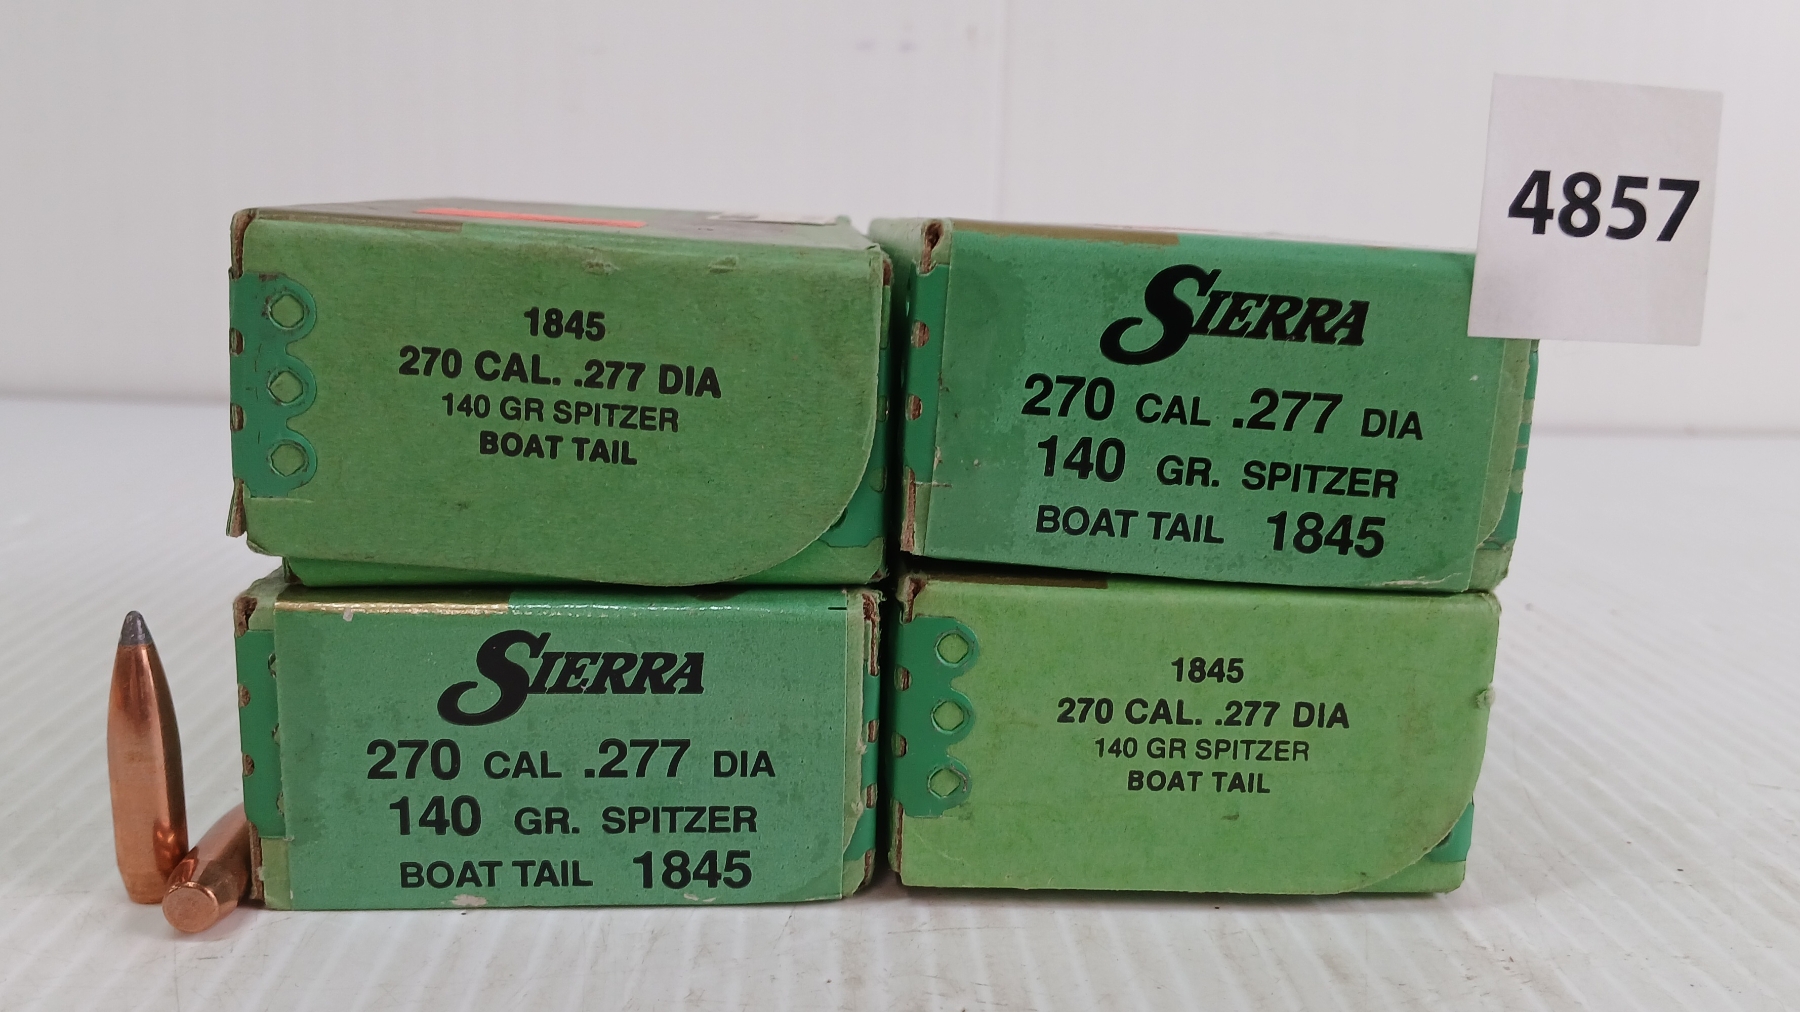 1845
270 CAL. .277 DIA
140 GR SPITZER
BOAT TAIL
SIERRA
270 CAL .277 DIA
140 GR. SPITZER
BOAT TAIL 1845
4857
SIERRA
270 CAL .277 DIA
140 GR. SPITZER
BOAT TAIL 1845
1845
270 CAL. .277 DIA
140 GR SPITZER
BOAT TAIL